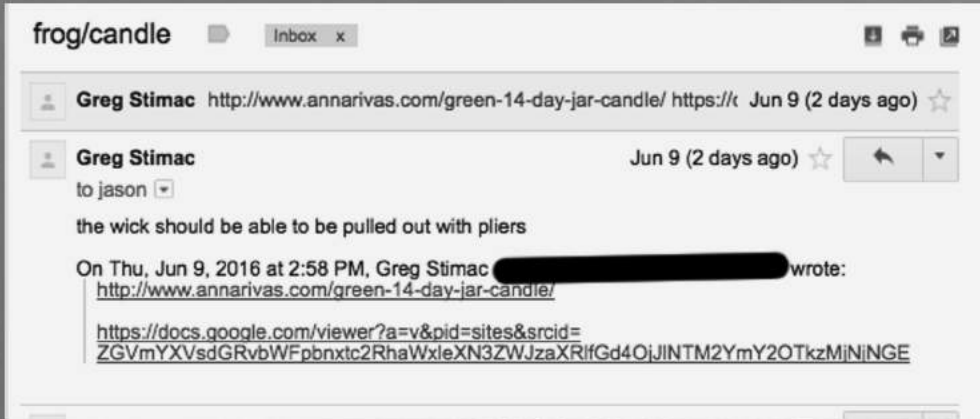 frog/candle Inbox x
Greg Stimac http://www.annarivas.com/green-14-day-jar-candle/ https:// Jun 9 (2 days ago)
Greg Stimac Jun 9 (2 days ago)
to jason
the wick should be able to be pulled out with pliers
On Thu, Jun 9, 2016 at 2:58 PM, Greg Stimac wrote:
http://www.annarivas.com/green-14-day-jar-candle/
https://docs.google.com/viewer?a=v&pid=sites&srcid=